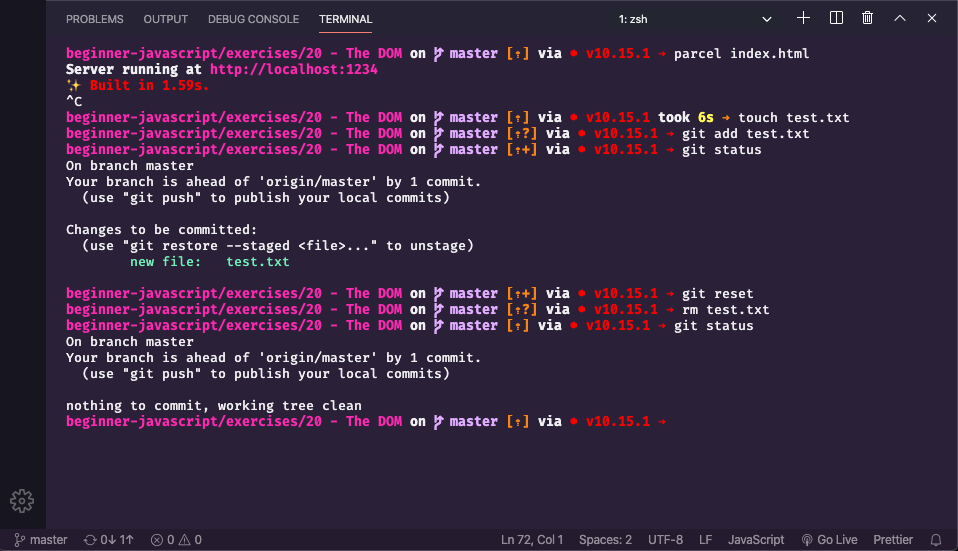 PROBLEMS OUTPUT DEBUG CONSOLE TERMINAL 1: zsh
beginner-javascript/exercises/20 - The DOM on master [⇡] via v10.15.1 → parcel index.html
Server running at http://localhost:1234
✨ Built in 1.59s.
^C
beginner-javascript/exercises/20 - The DOM on master [⇡] via v10.15.1 took 6s → touch test.txt
beginner-javascript/exercises/20 - The DOM on master [⇡?] via v10.15.1 → git add test.txt
beginner-javascript/exercises/20 - The DOM on master [⇡+] via v10.15.1 → git status
On branch master
Your branch is ahead of 'origin/master' by 1 commit.
(use "git push" to publish your local commits)
Changes to be committed:
(use "git restore --staged <file>..." to unstage)
new file: test.txt
beginner-javascript/exercises/20 - The DOM on master [⇡+] via v10.15.1 → git reset
beginner-javascript/exercises/20 - The DOM on master [⇡?] via v10.15.1 → rm test.txt
beginner-javascript/exercises/20 - The DOM on master [⇡] via v10.15.1 → git status
On branch master
Your branch is ahead of 'origin/master' by 1 commit.
(use "git push" to publish your local commits)
nothing to commit, working tree clean
beginner-javascript/exercises/20 - The DOM on master [⇡] via v10.15.1 →
master 0↓ 1↑ 0 0 Ln 72, Col 1 Spaces: 2 UTF-8 LF JavaScript Go Live Prettier